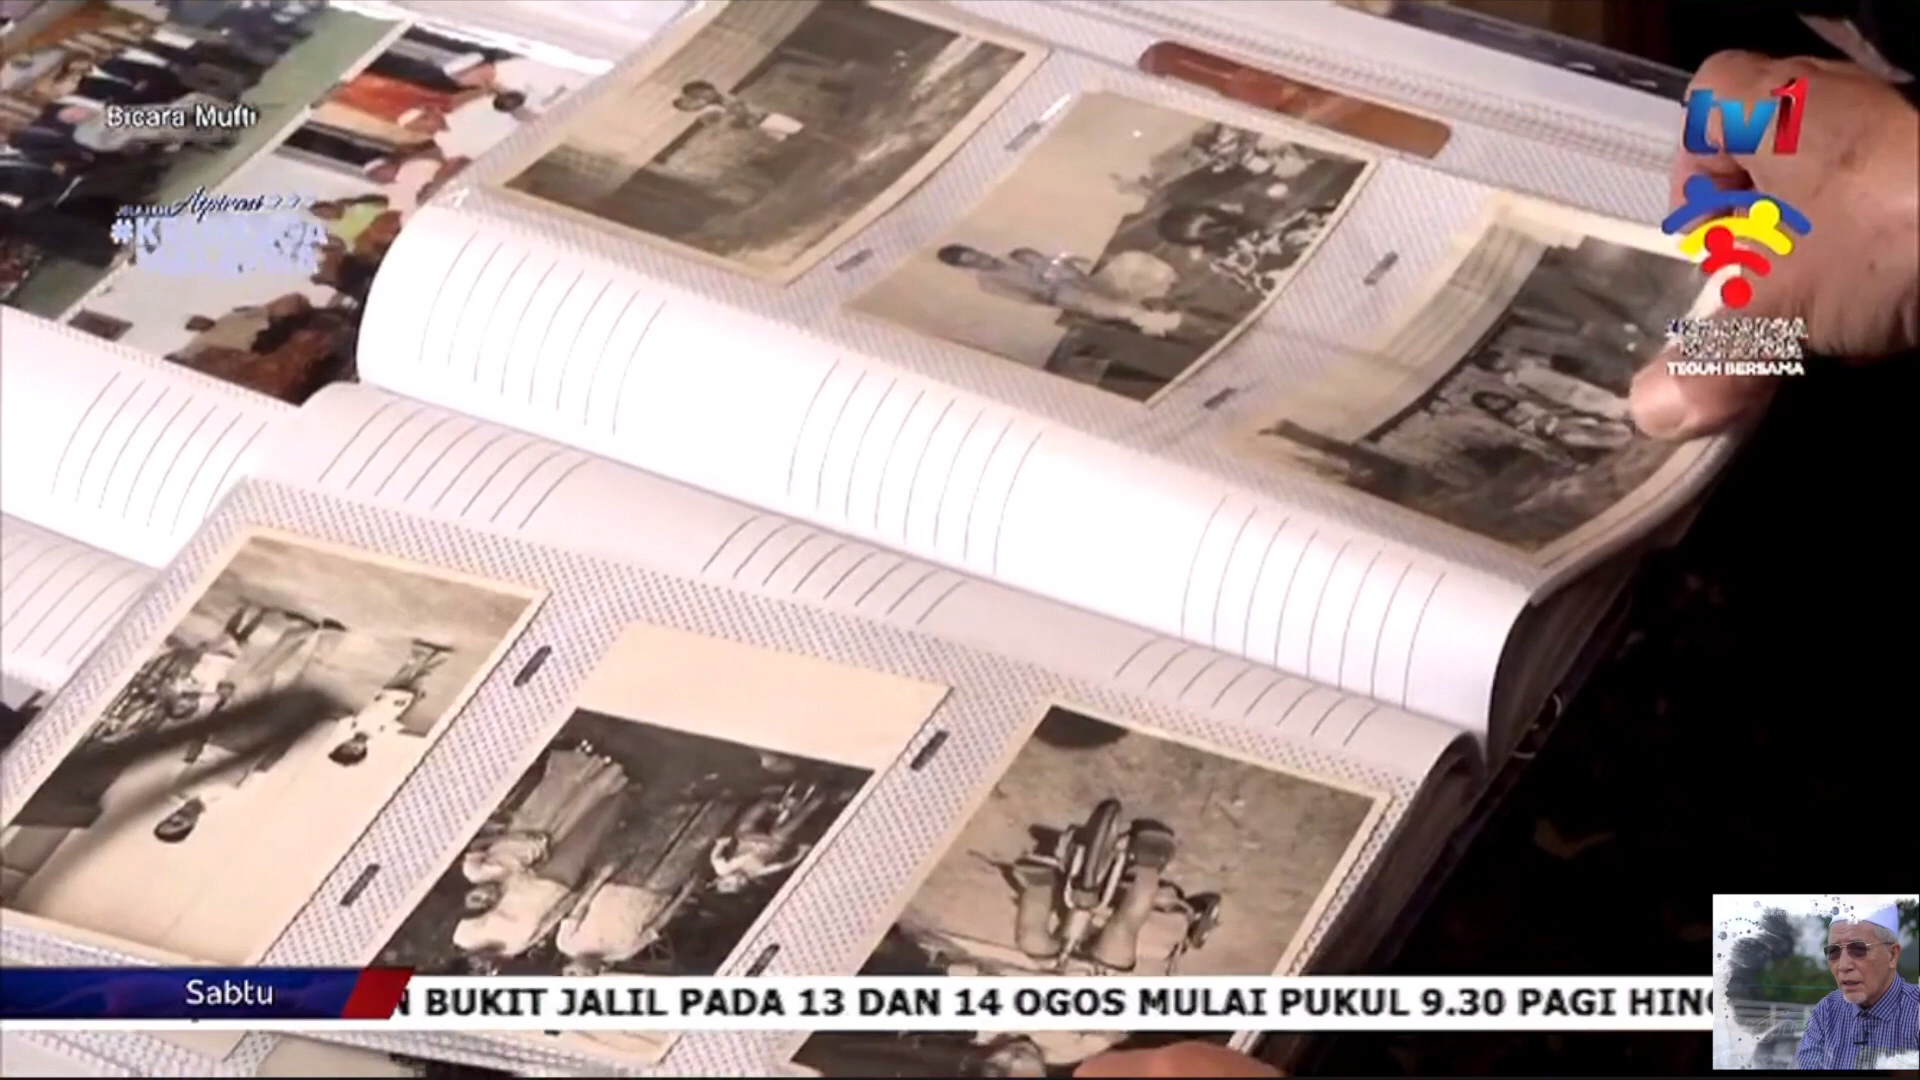 Bicara Mufti
tv1
Aspirasi
TEGUH BERSAMA
Sabtu
N BUKIT JALIL PADA 13 DAN 14 OGOS MULAI PUKUL 9.30 PAGI HING